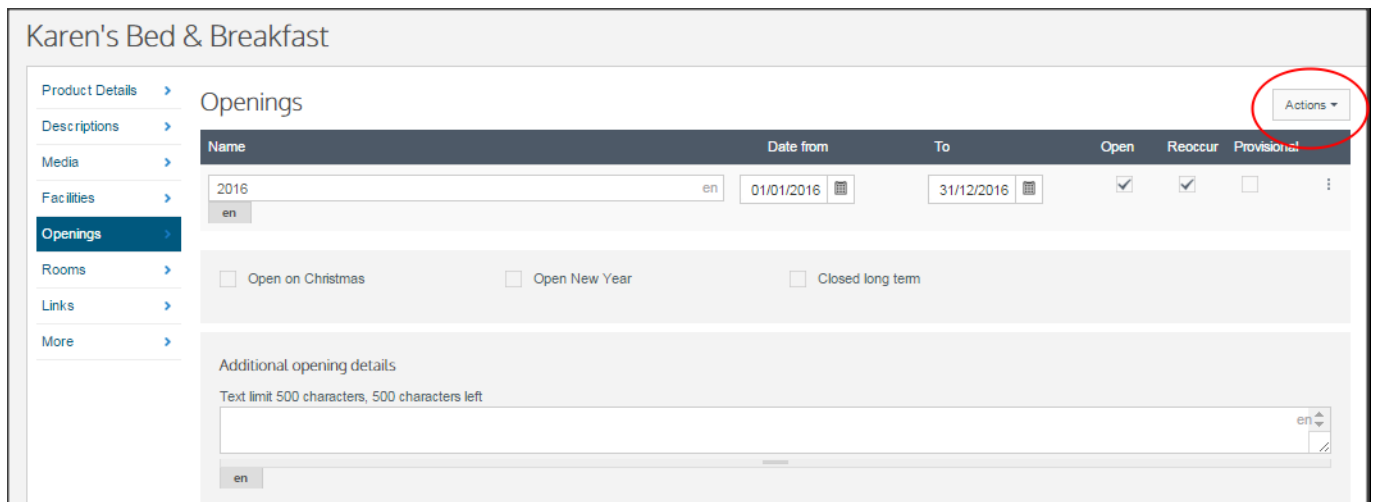 Karen's Bed & Breakfast
Product Details
Descriptions
Media
Facilities
Openings
Rooms
Links
More
Openings
Actions
Name Date from To Open Reoccur Provisional
2016 en 01/01/2016 31/12/2016
en
Open on Christmas Open New Year Closed long term
Additional opening details
Text limit 500 characters, 500 characters left
en
en